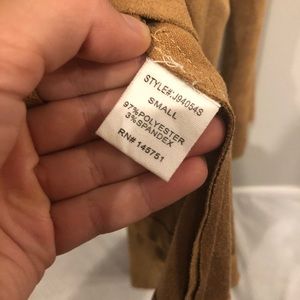 STYLE#:J94054S
SMALL
97%POLYESTER
3%SPANDEX
RN# 145751